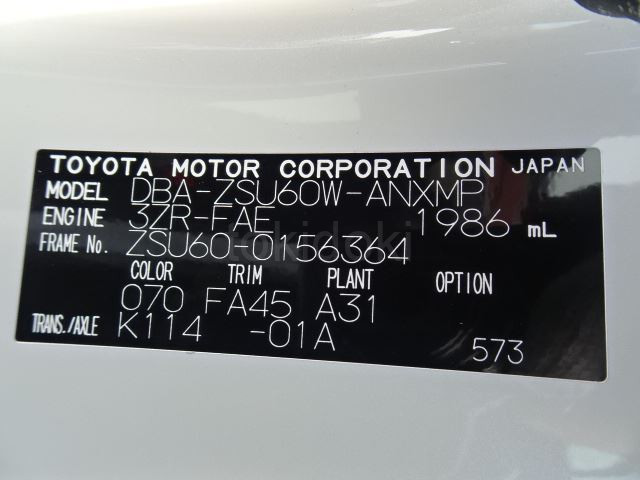 TOYOTA MOTOR CORPORATION JAPAN
MODEL DBA-ZSU60W-ANXMP
ENGINE 3ZR-FAE 1986 mL
FRAME No. ZSU60-0156364
COLOR TRIM PLANT OPTION
070 FA45 A31
TRANS./AXLE K114 -01A
573